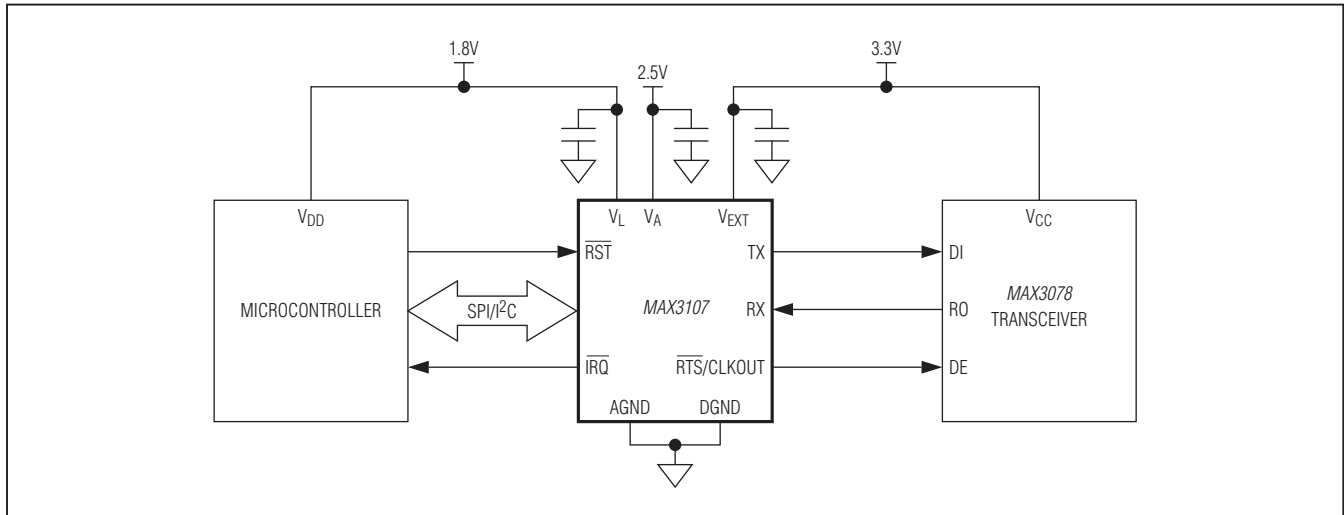 1.8V
2.5V
3.3V
VDD
VL
VA
VEXT
VCC
RST
TX
DI
MICROCONTROLLER
SPI/I²C
MAX3107
RX
RO
MAX3078
TRANSCEIVER
IRQ
RTS/CLKOUT
DE
AGND
DGND